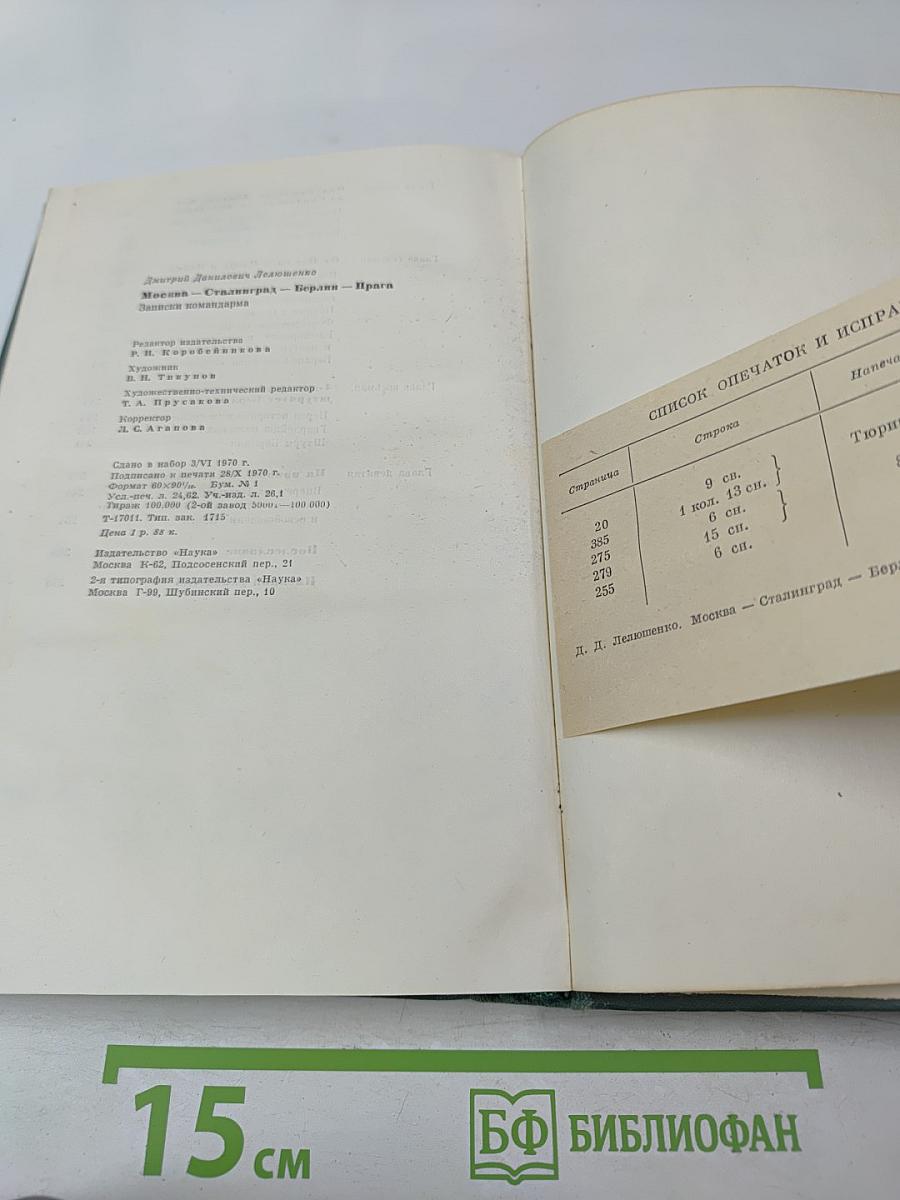 Дмитрий Данилович Лелюшенко
Москва — Сталинград — Берлин — Прага
Записки командарма
Редактор издательства
Р. И. Коробейникова
Художник
В. Н. Тикунов
Художественно-технический редактор
Т. А. Прусакова
Корректор
Л. С. Агапова
Сдано в набор 3/VI 1970 г.
Подписано к печати 28/X 1970 г.
Формат 60×90¹/₁₆. Бум. № 1
Усл.-печ. л. 24,62. Уч.-изд. л. 26,1
Тираж 100.000 (2-ой завод 50001—100 000)
Т-17011. Тип. зак. 1715
Цена 1 р. 88 к.
Издательство «Наука»
Москва К-62, Подсосенский пер., 21
2-я типография издательства «Наука»
Москва Г-99, Шубинский пер., 10
СПИСОК ОПЕЧАТОК И ИСПРА
Страница Строка Напеча
20 9 сн. Тюри
385 1 кол. 13 сн.
275 6 сн.
279 15 сн.
255 6 сн.
Д. Д. Лелюшенко. Москва — Сталинград — Бер
15 см
БФ БИБЛИОФАН